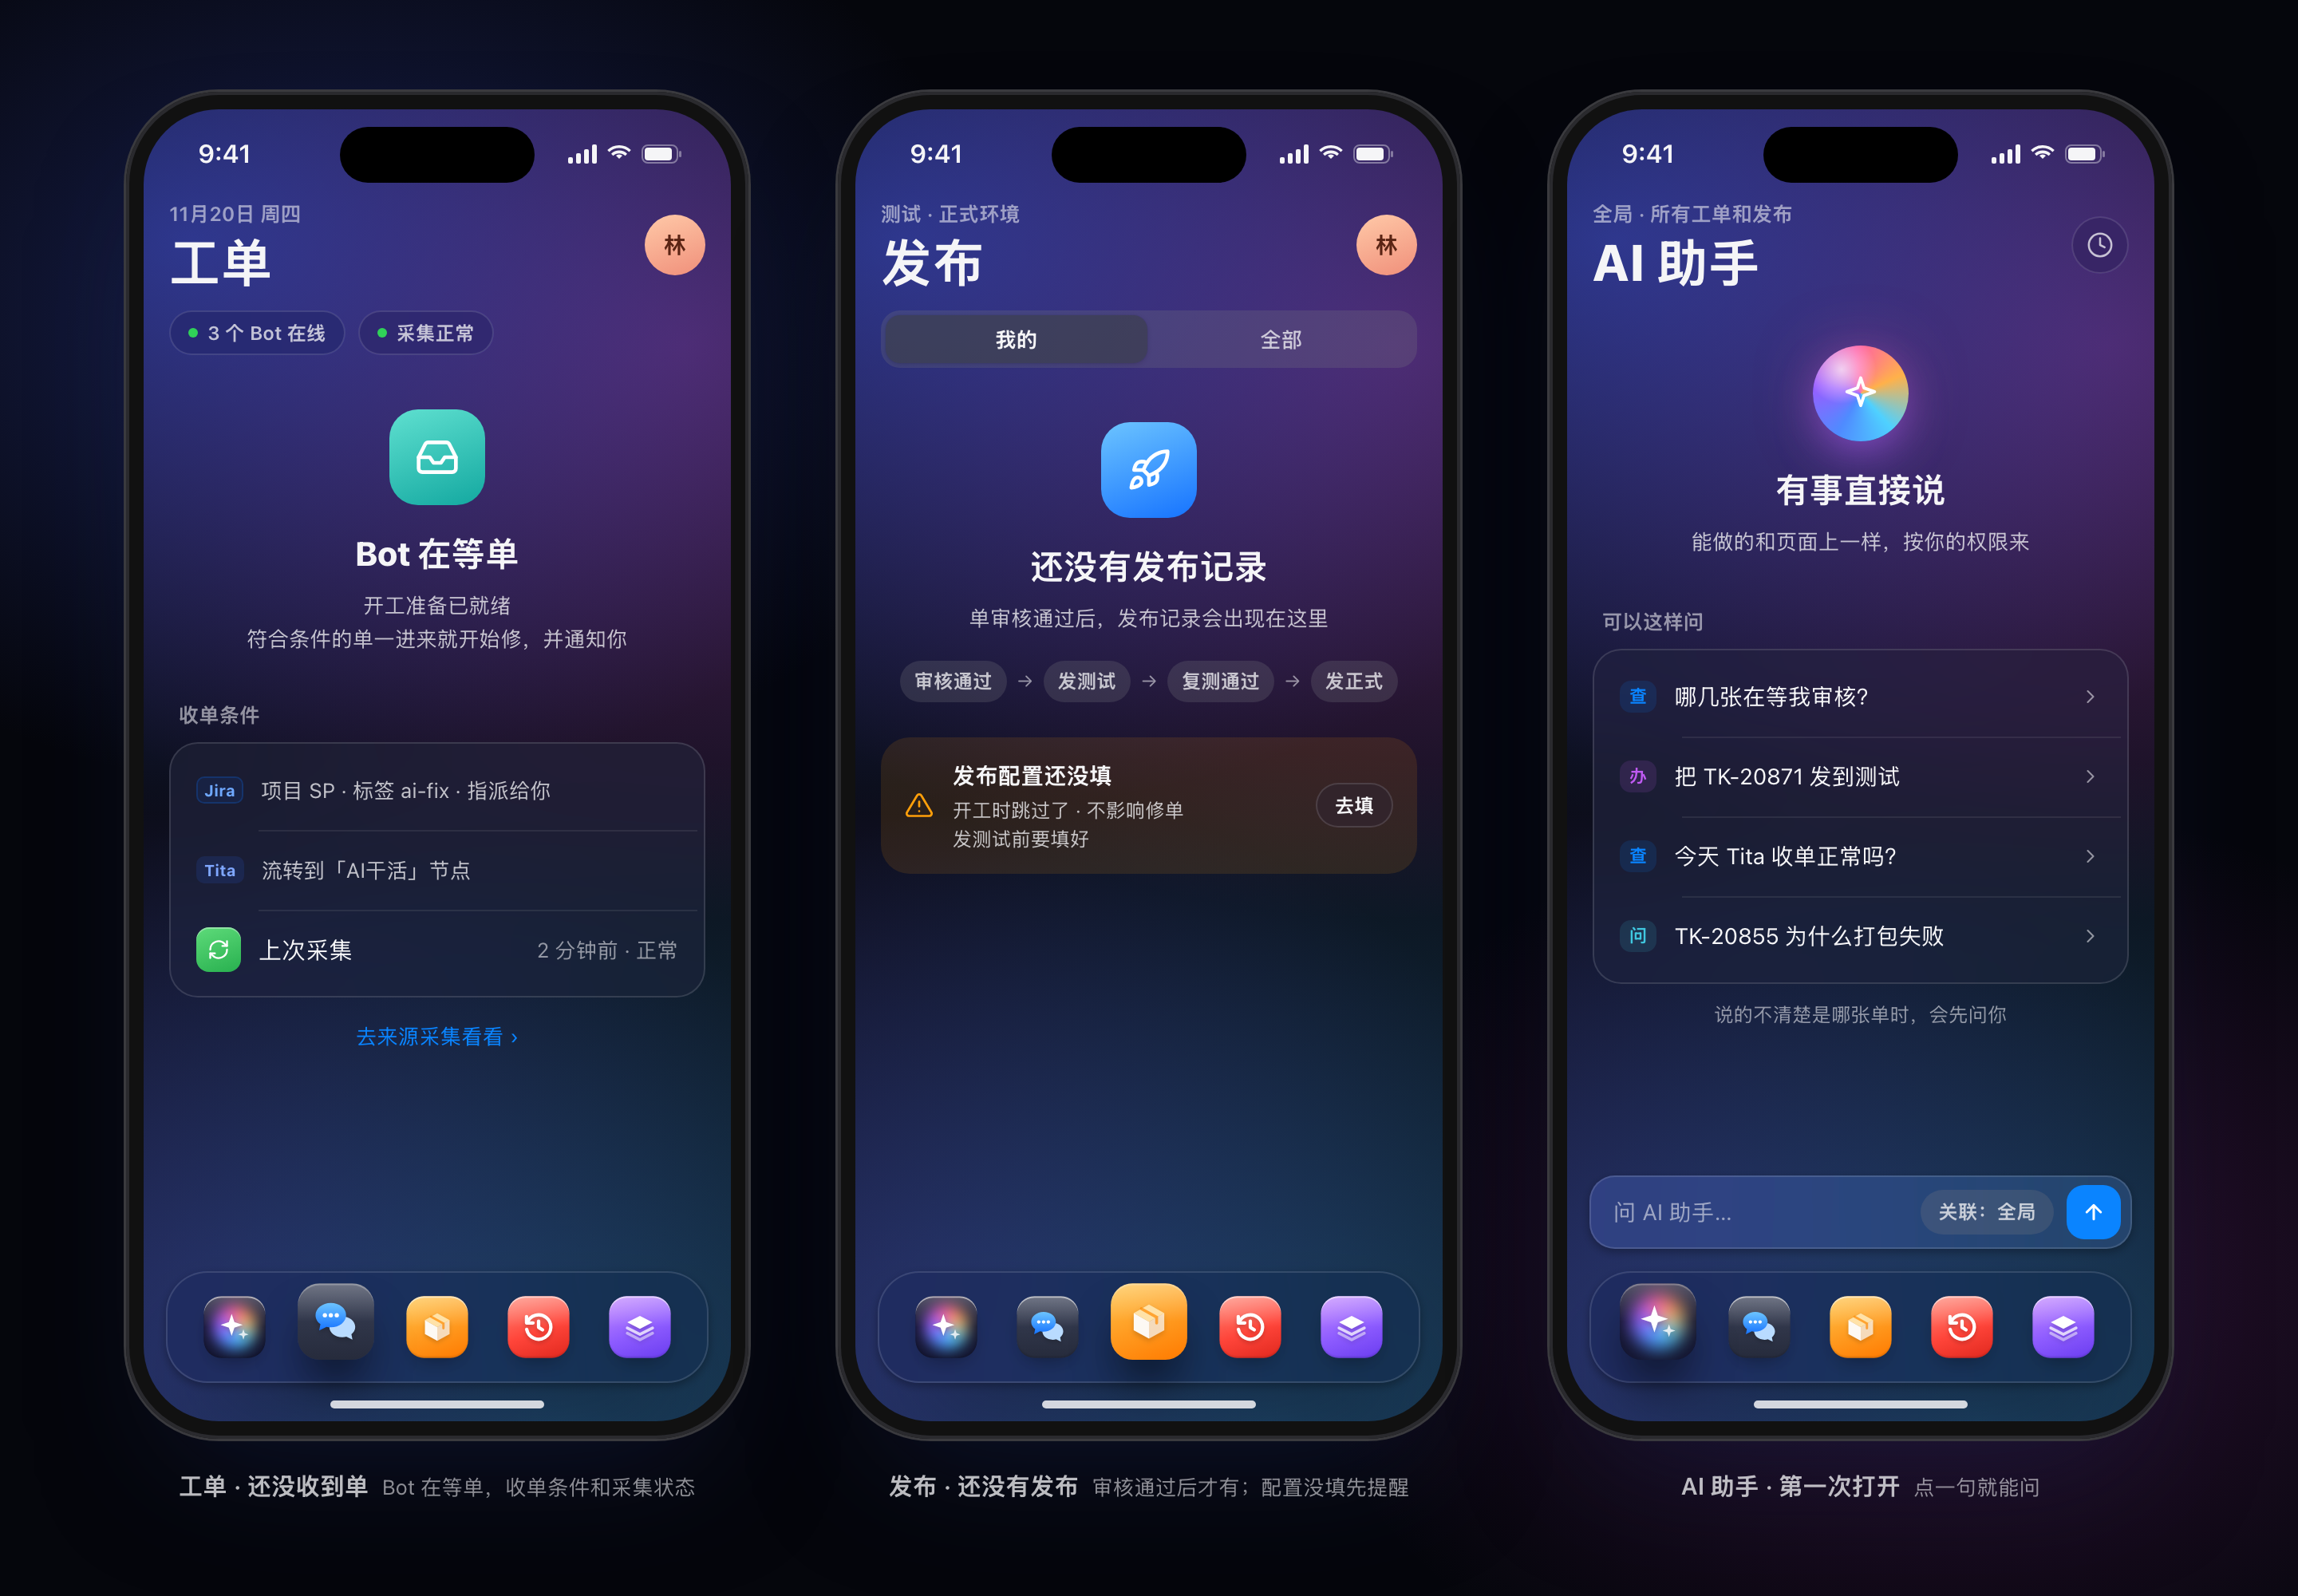 9:41
11月20日 周四
工单
林
3 个 Bot 在线
采集正常
Bot 在等单
开工准备已就绪
符合条件的单一进来就开始修，并通知你
收单条件
Jira 项目 SP · 标签 ai-fix · 指派给你
Tita 流转到「AI干活」节点
上次采集 2 分钟前 · 正常
去来源采集看看 ›
工单 · 还没收到单 Bot 在等单，收单条件和采集状态
9:41
测试 · 正式环境
发布
林
我的 全部
还没有发布记录
单审核通过后，发布记录会出现在这里
审核通过 → 发测试 → 复测通过 → 发正式
发布配置还没填
开工时跳过了 · 不影响修单
发测试前要填好
去填
发布 · 还没有发布 审核通过后才有；配置没填先提醒
9:41
全局 · 所有工单和发布
AI 助手
有事直接说
能做的和页面上一样，按你的权限来
可以这样问
查 哪几张在等我审核？
办 把 TK-20871 发到测试
查 今天 Tita 收单正常吗？
问 TK-20855 为什么打包失败
说的不清楚是哪张单时，会先问你
问 AI 助手... 关联：全局
AI 助手 · 第一次打开 点一句就能问